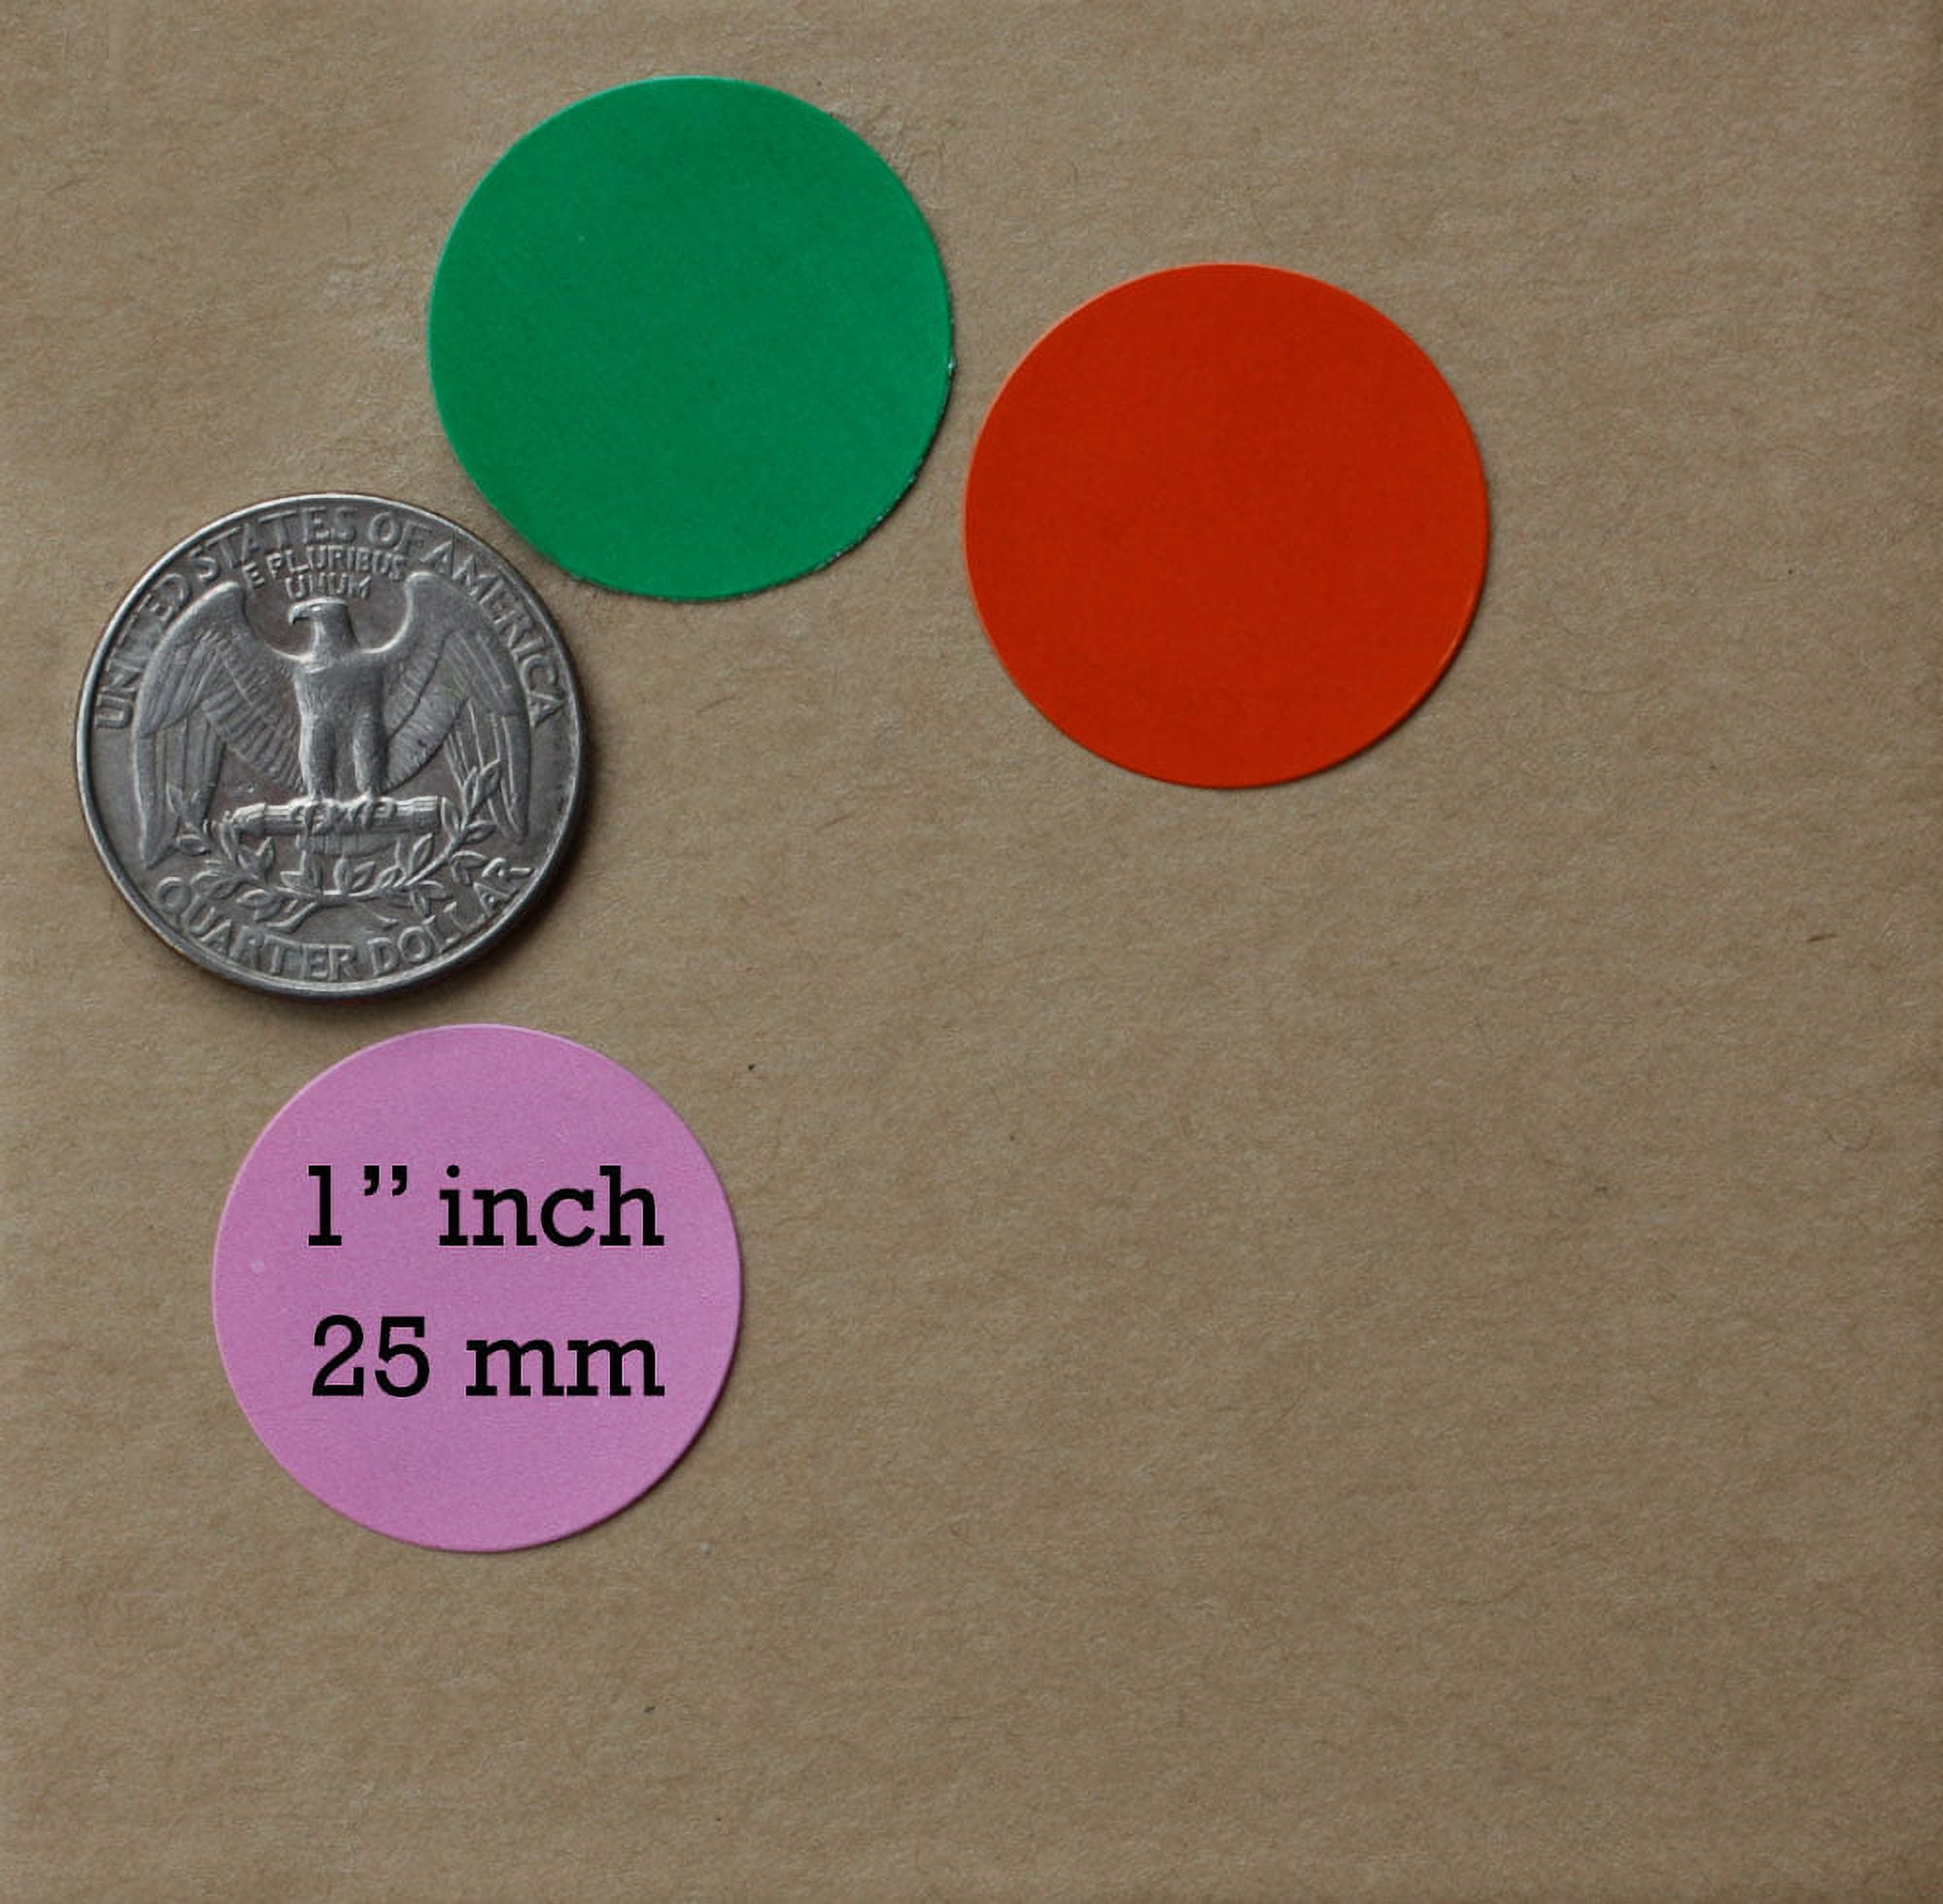 UNITED STATES OF AMERICA
E PLURIBUS
UNUM
QUARTER DOLLAR
1” inch
25 mm